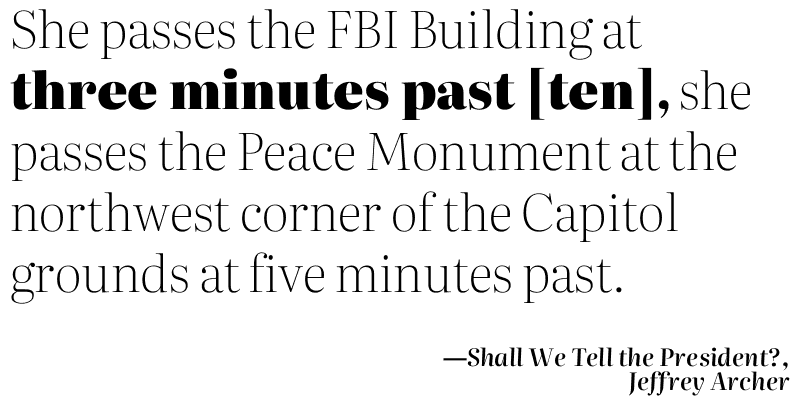 She passes the FBI Building at
three minutes past [ten], she
passes the Peace Monument at the
northwest corner of the Capitol
grounds at five minutes past.
—Shall We Tell the President?,
Jeffrey Archer